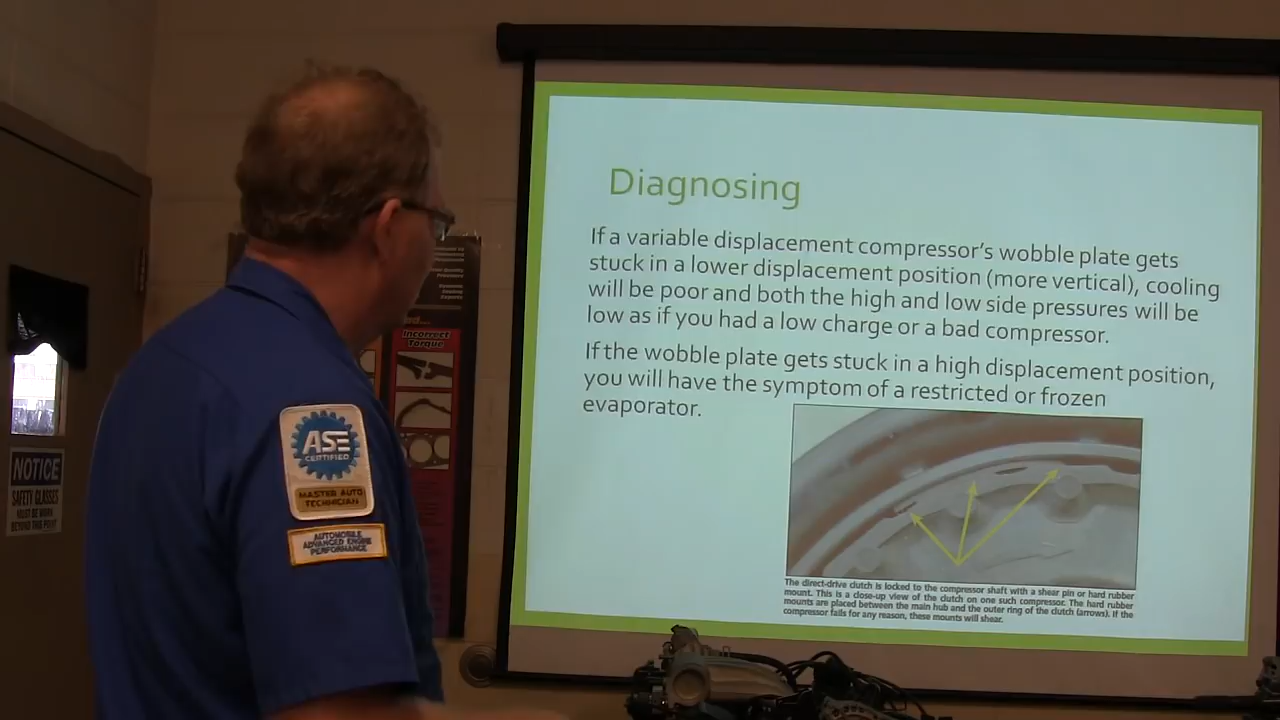 Diagnosing
If a variable displacement compressor's wobble plate gets
stuck in a lower displacement position (more vertical), cooling
will be poor and both the high and low side pressures will be
low as if you had a low charge or a bad compressor.
If the wobble plate gets stuck in a high displacement position,
you will have the symptom of a restricted or frozen
evaporator.
The direct-drive clutch is locked to the compressor shaft with a shear pin or hard rubber
mount. This is a close-up view of the clutch on one such compressor. The hard rubber
mounts are placed between the main hub and the outer ring of the clutch (arrows). If the
compressor fails for any reason, these mounts will shear.
Incorrect
Torque
ASE
CERTIFIED
MASTER AUTO
TECHNICIAN
AUTOMOBILE
ADVANCED ENGINE
PERFORMANCE
NOTICE
SAFETY GLASSES
MUST BE WORN
BEYOND THIS POINT